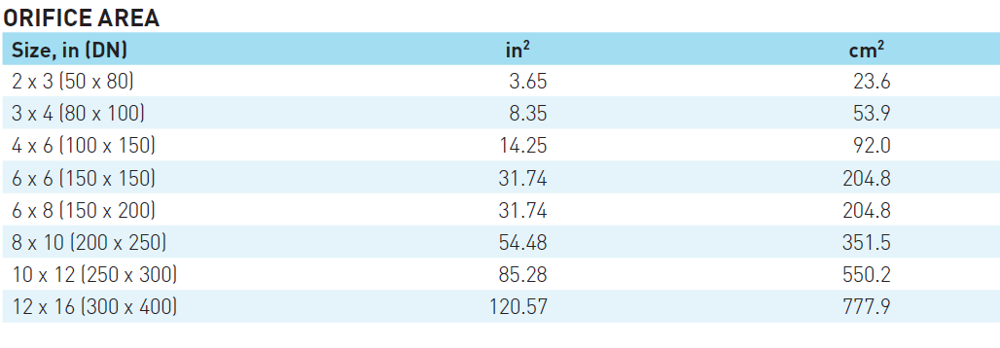 ORIFICE AREA
Size, in (DN) in² cm²
2 x 3 (50 x 80) 3.65 23.6
3 x 4 (80 x 100) 8.35 53.9
4 x 6 (100 x 150) 14.25 92.0
6 x 6 (150 x 150) 31.74 204.8
6 x 8 (150 x 200) 31.74 204.8
8 x 10 (200 x 250) 54.48 351.5
10 x 12 (250 x 300) 85.28 550.2
12 x 16 (300 x 400) 120.57 777.9